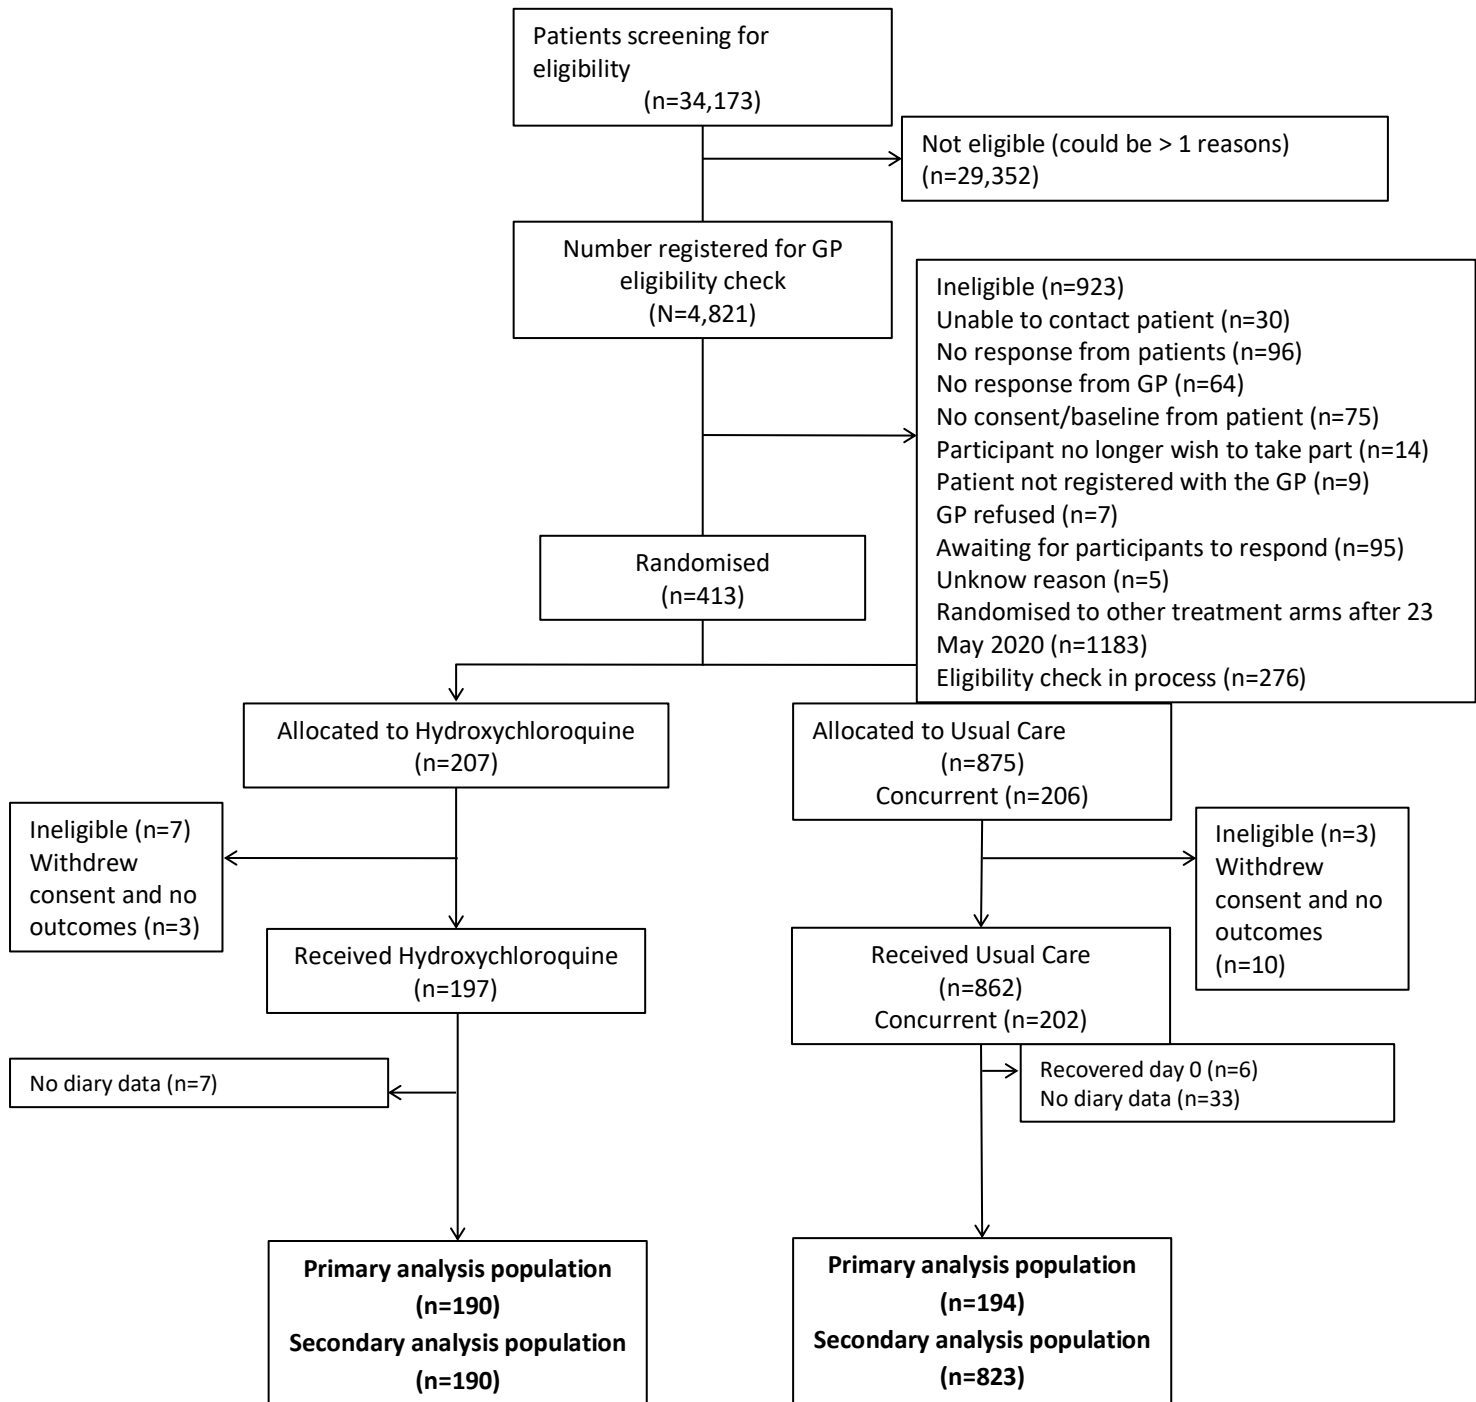 Patients screening for
eligibility
(n=34,173)
Not eligible (could be > 1 reasons)
(n=29,352)
Number registered for GP
eligibility check
(N=4,821)
Ineligible (n=923)
Unable to contact patient (n=30)
No response from patients (n=96)
No response from GP (n=64)
No consent/baseline from patient (n=75)
Participant no longer wish to take part (n=14)
Patient not registered with the GP (n=9)
GP refused (n=7)
Awaiting for participants to respond (n=95)
Unknow reason (n=5)
Randomised to other treatment arms after 23
May 2020 (n=1183)
Eligibility check in process (n=276)
Randomised
(n=413)
Allocated to Hydroxychloroquine
(n=207)
Allocated to Usual Care
(n=875)
Concurrent (n=206)
Ineligible (n=7)
Withdrew
consent and no
outcomes (n=3)
Ineligible (n=3)
Withdrew
consent and no
outcomes
(n=10)
Received Hydroxychloroquine
(n=197)
Received Usual Care
(n=862)
Concurrent (n=202)
No diary data (n=7)
Recovered day 0 (n=6)
No diary data (n=33)
Primary analysis population
(n=190)
Secondary analysis population
(n=190)
Primary analysis population
(n=194)
Secondary analysis population
(n=823)